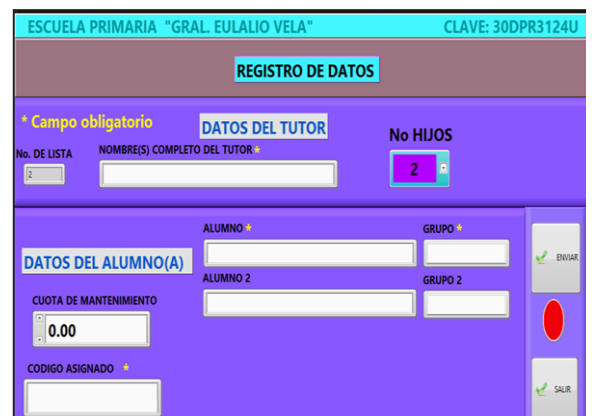 ESCUELA PRIMARIA "GRAL. EULALIO VELA" CLAVE: 30DPR3124U
REGISTRO DE DATOS
* Campo obligatorio
DATOS DEL TUTOR
No HIJOS
No. DE LISTA
NOMBRE(S) COMPLETO DEL TUTOR *
2
2
ALUMNO *
GRUPO *
DATOS DEL ALUMNO(A)
ENVIAR
ALUMNO 2
GRUPO 2
CUOTA DE MANTENIMIENTO
0.00
CODIGO ASIGNADO *
SALIR